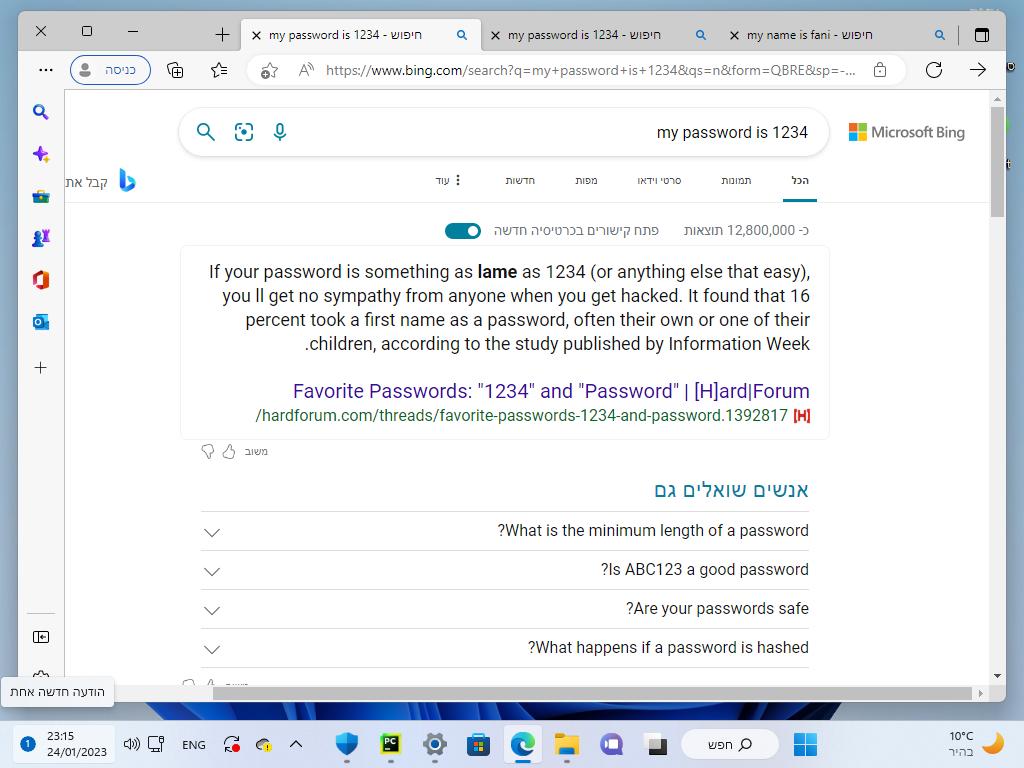 my password is 1234 - חיפוש
my password is 1234 - חיפוש
my name is fani - חיפוש
כניסה
https://www.bing.com/search?q=my+password+is+1234&qs=n&form=QBRE&sp=-...
my password is 1234
Microsoft Bing
הכל
תמונות
סרטי וידאו
מפות
חדשות
עוד
קבל את
כ- 12,800,000 תוצאות
פתח קישורים בכרטיסיה חדשה
If your password is something as lame as 1234 (or anything else that easy),
you ll get no sympathy from anyone when you get hacked. It found that 16
percent took a first name as a password, often their own or one of their
.children, according to the study published by Information Week
Favorite Passwords: "1234" and "Password" | [H]ard|Forum
/hardforum.com/threads/favorite-passwords-1234-and-password.1392817
[H]
משוב
אנשים שואלים גם
?What is the minimum length of a password
?Is ABC123 a good password
?Are your passwords safe
?What happens if a password is hashed
הודעה חדשה אחת
1
23:15
24/01/2023
ENG
PC
חפש
10°C
בהיר